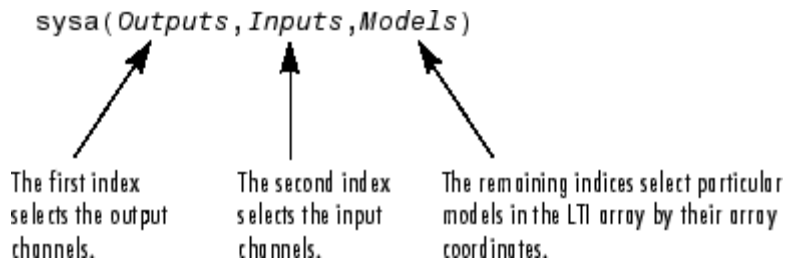 sysa(Outputs,Inputs,Models)
The first index
selects the output
channels.
The second index
selects the input
channels.
The remaining indices select particular
models in the LTI array by their array
coordinates.